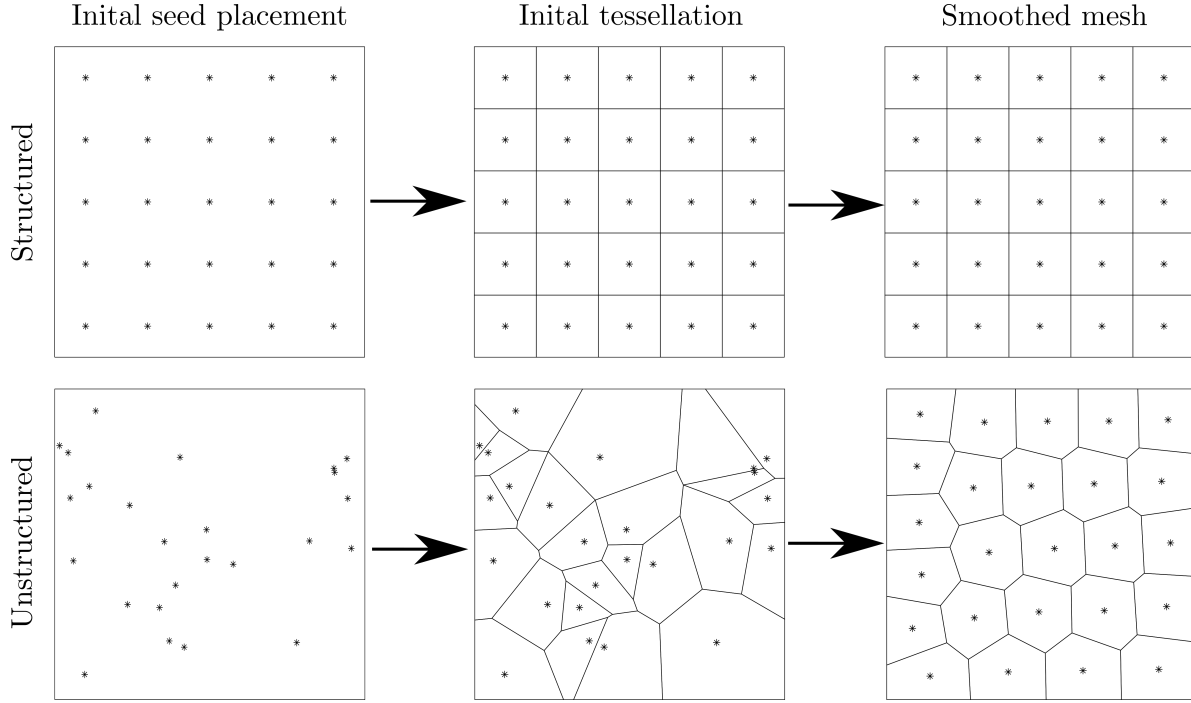 Inital seed placement
Inital tessellation
Smoothed mesh
Structured
Unstructured